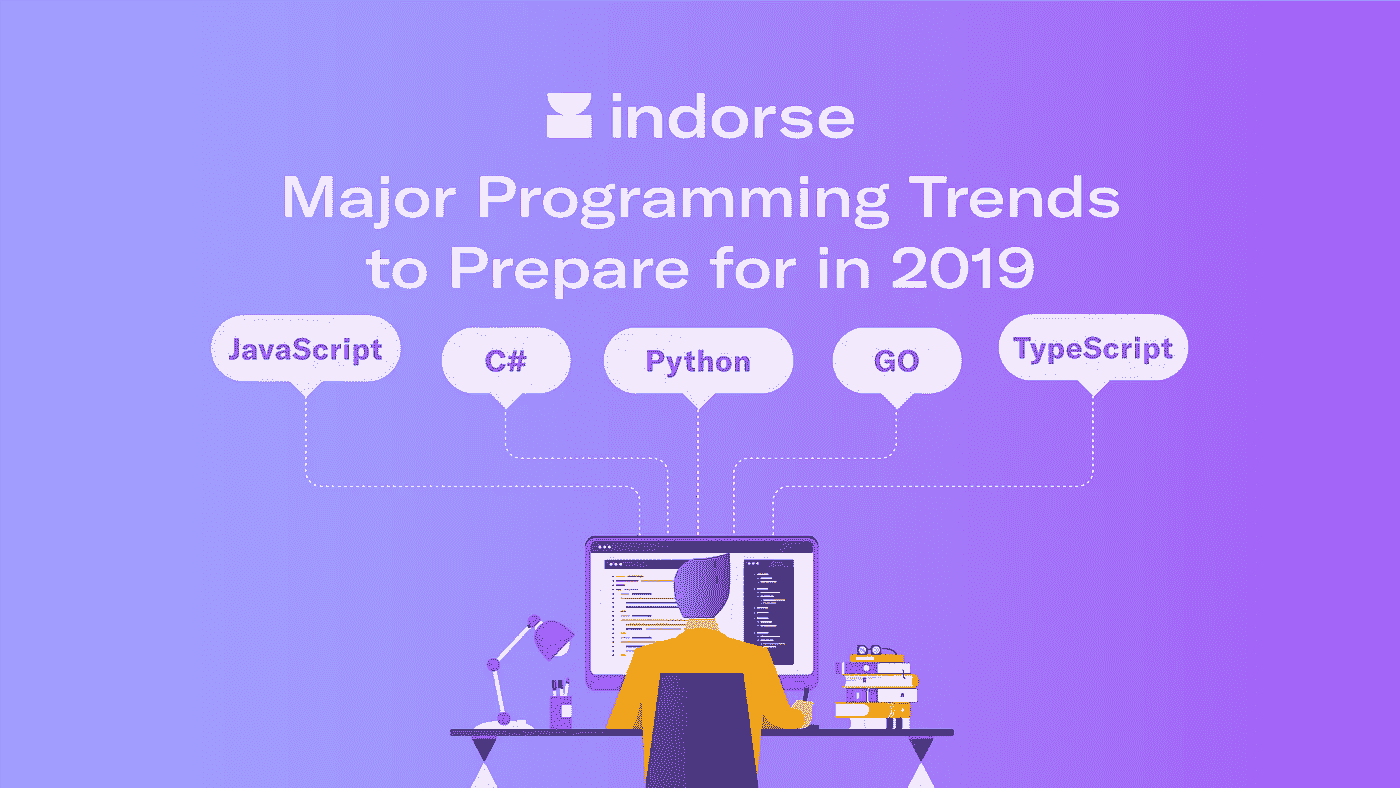 indorse
Major Programming Trends
to Prepare for in 2019
JavaScript
C#
Python
GO
TypeScript